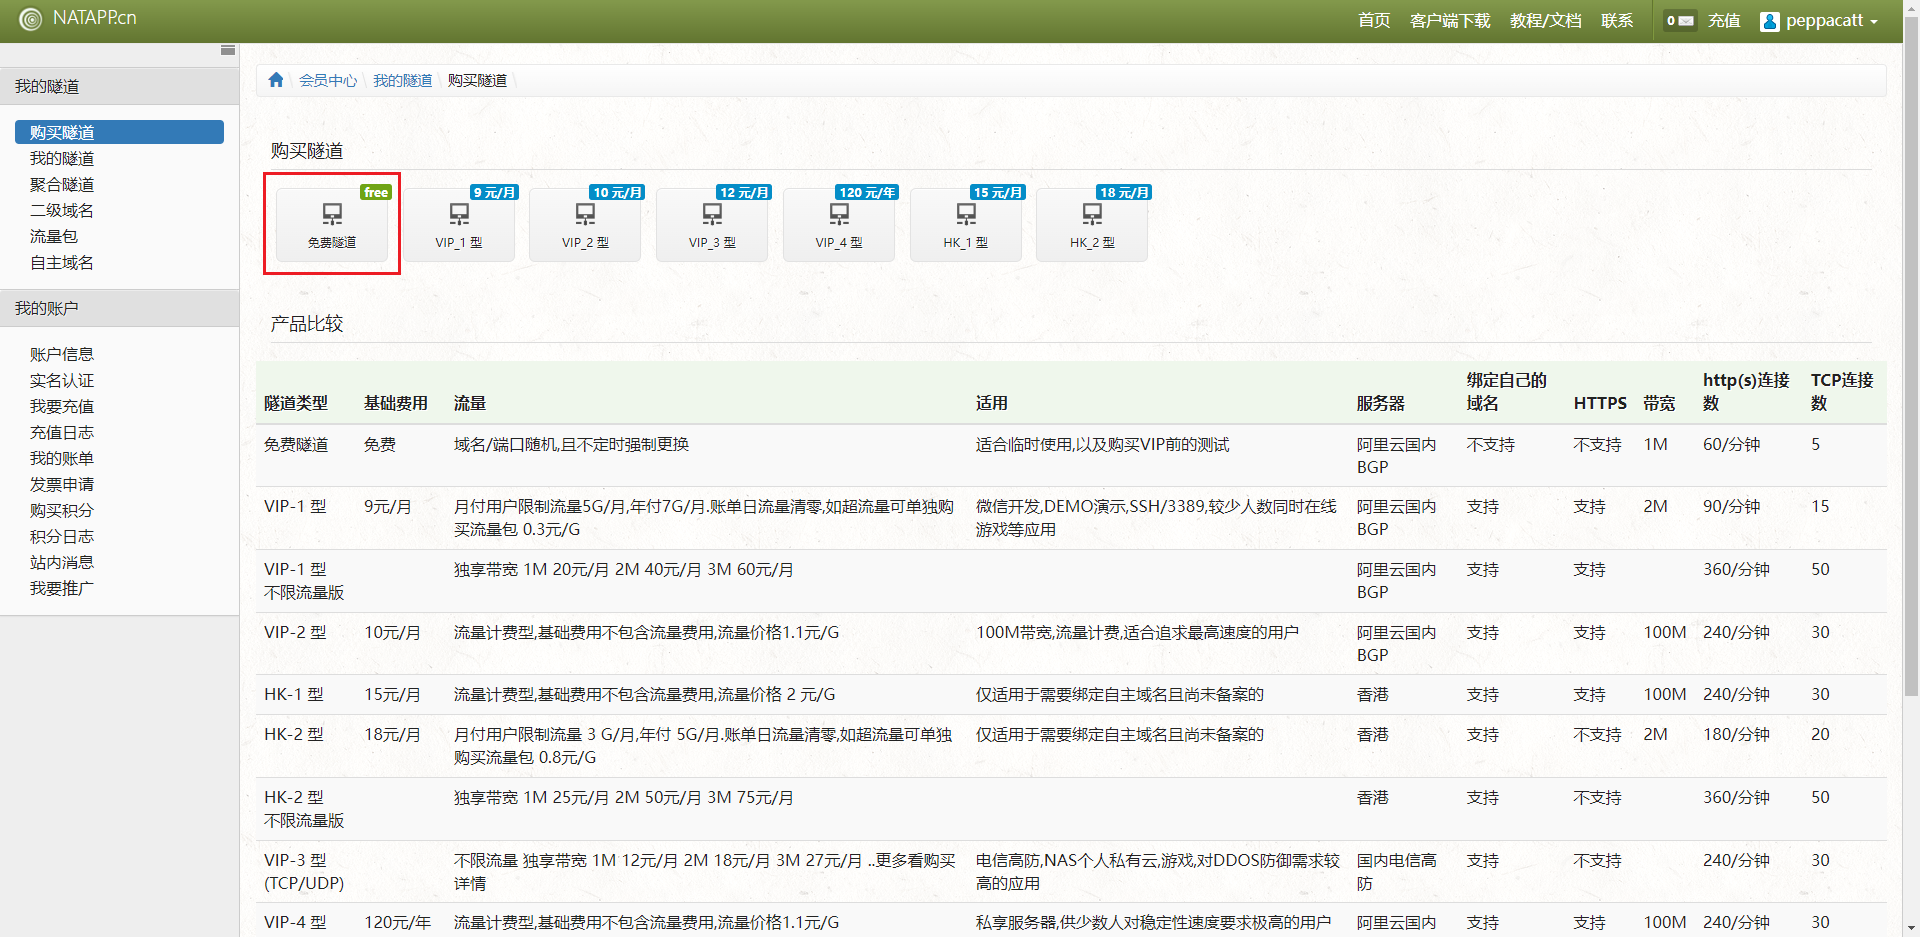 NATAPP.cn
首页 客户端下载 教程/文档 联系 0 充值 peppacatt
我的隧道
购买隧道
我的隧道
聚合隧道
二级域名
流量包
自主域名
我的账户
账户信息
实名认证
我要充值
充值日志
我的账单
发票申请
购买积分
积分日志
站内消息
我要推广
会员中心 我的隧道 购买隧道
购买隧道
free 9 元/月 10 元/月 12 元/月 120 元/年 15 元/月 18 元/月
免费隧道 VIP_1 型 VIP_2 型 VIP_3 型 VIP_4 型 HK_1 型 HK_2 型
产品比较
隧道类型 基础费用 流量 适用 服务器 绑定自己的域名 HTTPS 带宽 http(s)连接数 TCP连接数
免费隧道 免费 域名/端口随机,且不定时强制更换 适合临时使用,以及购买VIP前的测试 阿里云国内BGP 不支持 不支持 1M 60/分钟 5
VIP-1 型 9元/月 月付用户限制流量5G/月,年付7G/月.账单日流量清零,如超流量可单独购买流量包 0.3元/G 微信开发,DEMO演示,SSH/3389,较少人数同时在线游戏等应用 阿里云国内BGP 支持 支持 2M 90/分钟 15
VIP-1 型 不限流量版 独享带宽 1M 20元/月 2M 40元/月 3M 60元/月 阿里云国内BGP 支持 支持 360/分钟 50
VIP-2 型 10元/月 流量计费型,基础费用不包含流量费用,流量价格1.1元/G 100M带宽,流量计费,适合追求最高速度的用户 阿里云国内BGP 支持 支持 100M 240/分钟 30
HK-1 型 15元/月 流量计费型,基础费用不包含流量费用,流量价格 2 元/G 仅适用于需要绑定自主域名且尚未备案的 香港 支持 支持 100M 240/分钟 30
HK-2 型 18元/月 月付用户限制流量 3 G/月,年付 5G/月.账单日流量清零,如超流量可单独购买流量包 0.8元/G 仅适用于需要绑定自主域名且尚未备案的 香港 支持 不支持 2M 180/分钟 20
HK-2 型 不限流量版 独享带宽 1M 25元/月 2M 50元/月 3M 75元/月 香港 支持 不支持 360/分钟 50
VIP-3 型 (TCP/UDP) 不限流量 独享带宽 1M 12元/月 2M 18元/月 3M 27元/月 ..更多看购买详情 电信高防,NAS个人私有云,游戏,对DDOS防御需求较高的应用 国内电信高防 支持 不支持 240/分钟 30
VIP-4 型 120元/年 流量计费型,基础费用不包含流量费用,流量价格1.1元/G 私享服务器,供少数人对稳定性速度要求极高的用户 阿里云国内 支持 支持 100M 240/分钟 30